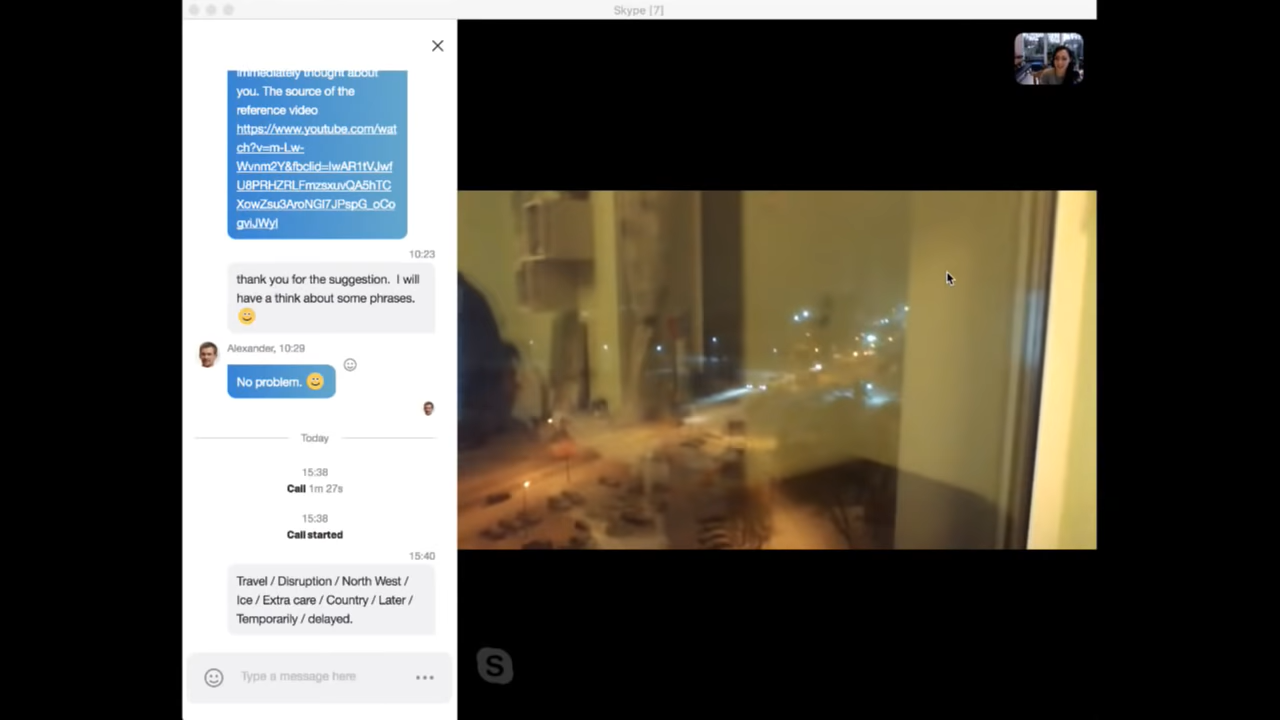 Skype [7]
immediately thought about
you. The source of the
reference video
https://www.youtube.com/wat
ch?v=m-Lw-
Wvnm2Y&fbclid=IwAR1tVJwf
U8PRHZRLFmzsxuvQA5hTC
XowZsu3AroNGI7JPspG_oCo
gviJWyI
10:23
thank you for the suggestion. I will
have a think about some phrases.
Alexander, 10:29
No problem.
Today
15:38
Call 1m 27s
15:38
Call started
15:40
Travel / Disruption / North West /
Ice / Extra care / Country / Later /
Temporarily / delayed.
Type a message here
S